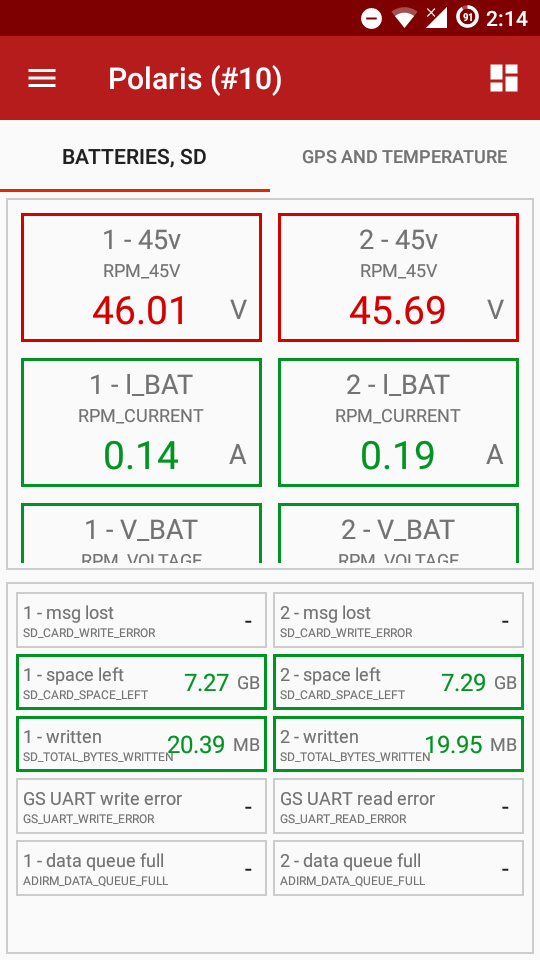 91 2:14
Polaris (#10)
BATTERIES, SD GPS AND TEMPERATURE
1 - 45v 2 - 45v
RPM_45V RPM_45V
46.01 V 45.69 V
1 - I_BAT 2 - I_BAT
RPM_CURRENT RPM_CURRENT
0.14 A 0.19 A
1 - V_BAT 2 - V_BAT
RPM_VOLTAGE RPM_VOLTAGE
1 - msg lost - 2 - msg lost -
SD_CARD_WRITE_ERROR SD_CARD_WRITE_ERROR
1 - space left 7.27 GB 2 - space left 7.29 GB
SD_CARD_SPACE_LEFT SD_CARD_SPACE_LEFT
1 - written 20.39 MB 2 - written 19.95 MB
SD_TOTAL_BYTES_WRITTEN SD_TOTAL_BYTES_WRITTEN
GS UART write error - GS UART read error -
GS_UART_WRITE_ERROR GS_UART_READ_ERROR
1 - data queue full - 2 - data queue full -
ADIRM_DATA_QUEUE_FULL ADIRM_DATA_QUEUE_FULL